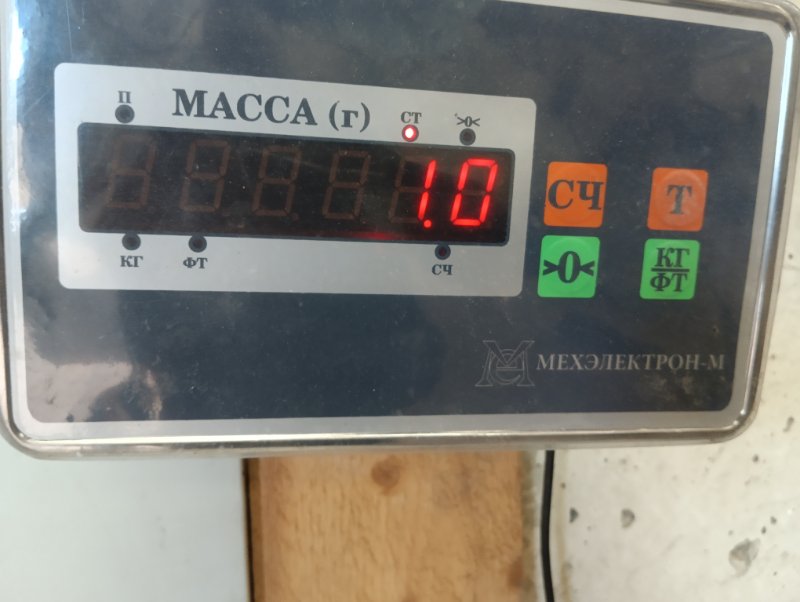 П
МАССА (г)
СТ
>0<
1.0
КГ
ФТ
СЧ
СЧ
Т
>0<
КГ
ФТ
МЕХЭЛЕКТРОН-М